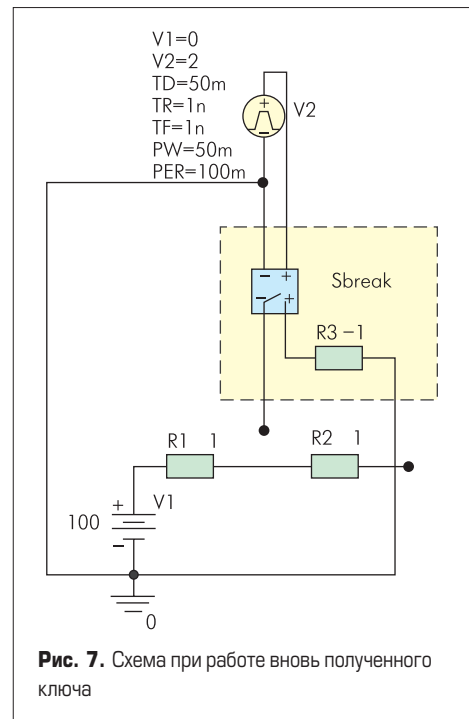 V1=0
V2=2
TD=50m
TR=1n
TF=1n
PW=50m
PER=100m
+
−
V2
− +
− +
Sbreak
R3 −1
R1 1
R2 1
+
V1
100
−
0
Рис. 7. Схема при работе вновь полученного
ключа